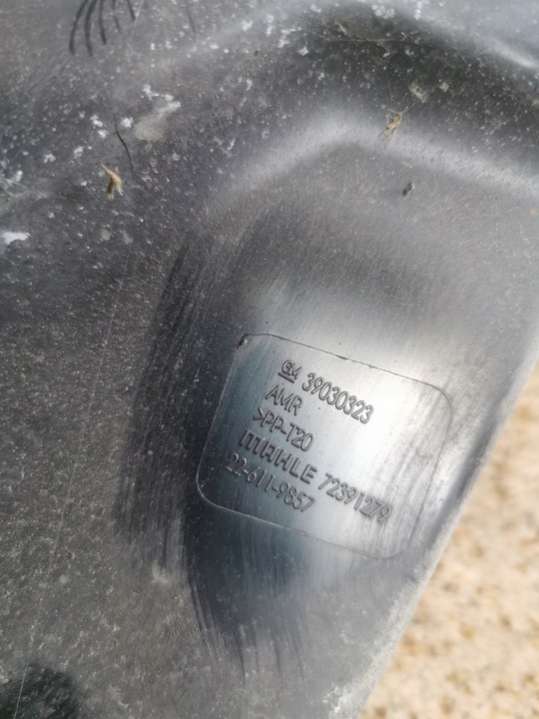 GM 39030323
AMR
>PP-T20
MAHLE 72391279
22-611-9857